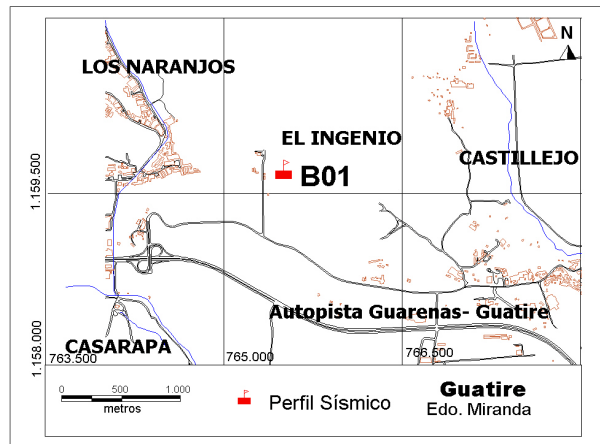 N
LOS NARANJOS
EL INGENIO
CASTILLEJO
B01
1.159.500
Autopista Guarenas- Guatire
CASARAPA
1.158.000
763.500
765.000
766.500
0 500 1 000
metros
Perfil Sísmico
Guatire
Edo. Miranda